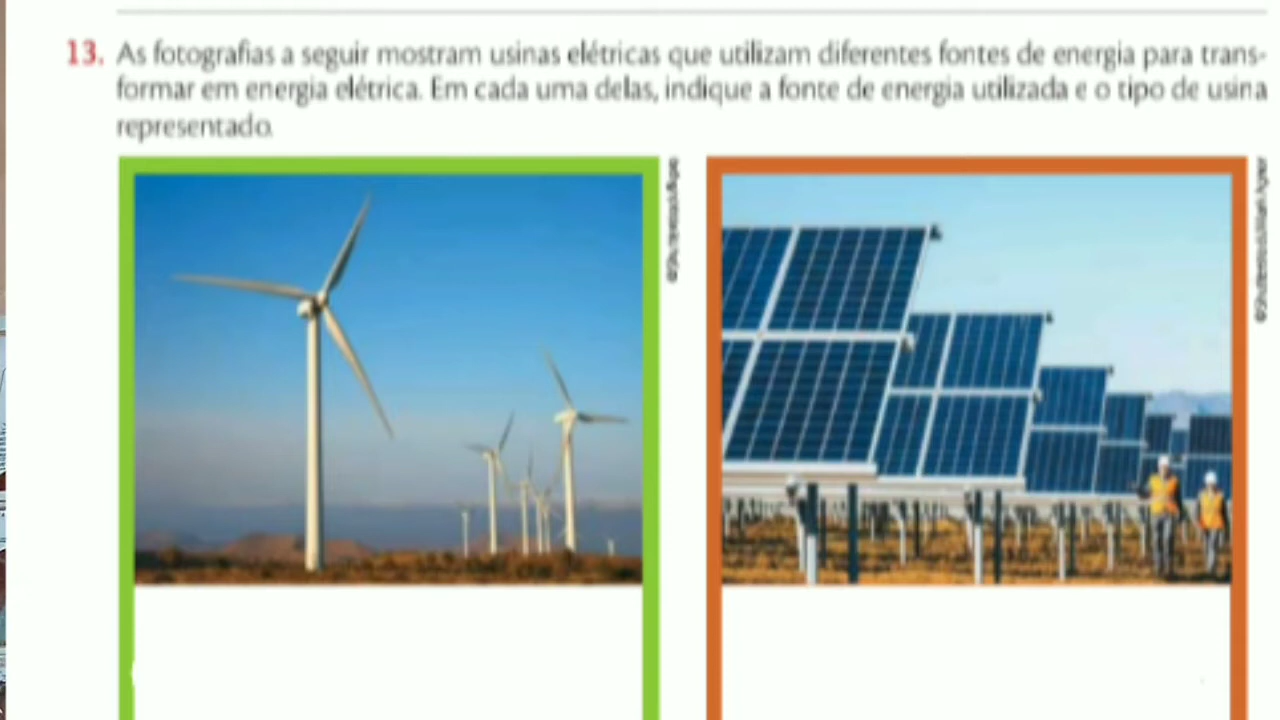 13. As fotografias a seguir mostram usinas elétricas que utilizam diferentes fontes de energia para trans-
formar em energia elétrica. Em cada uma delas, indique a fonte de energia utilizada e o tipo de usina
representado.